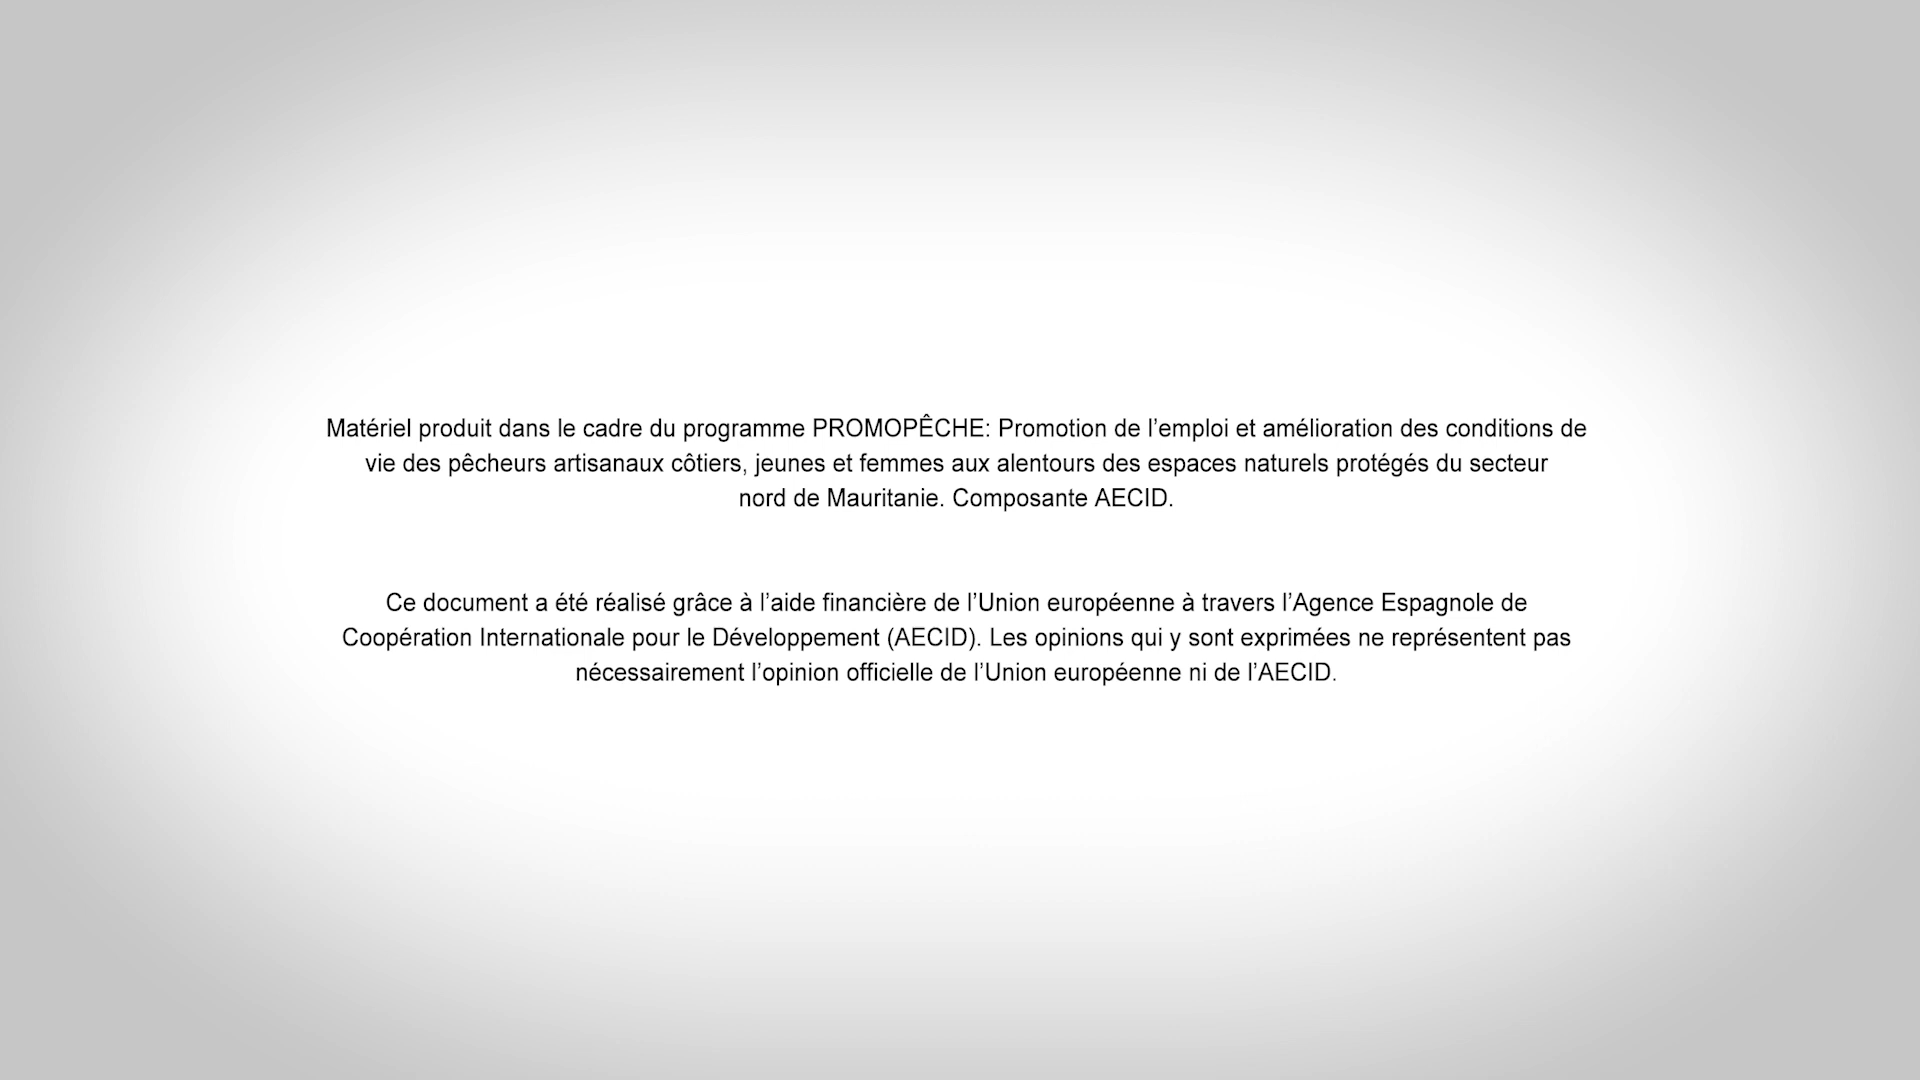 Matériel produit dans le cadre du programme PROMOPÊCHE: Promotion de l’emploi et amélioration des conditions de
vie des pêcheurs artisanaux côtiers, jeunes et femmes aux alentours des espaces naturels protégés du secteur
nord de Mauritanie. Composante AECID.
Ce document a été réalisé grâce à l’aide financière de l’Union européenne à travers l’Agence Espagnole de
Coopération Internationale pour le Développement (AECID). Les opinions qui y sont exprimées ne représentent pas
nécessairement l’opinion officielle de l’Union européenne ni de l’AECID.